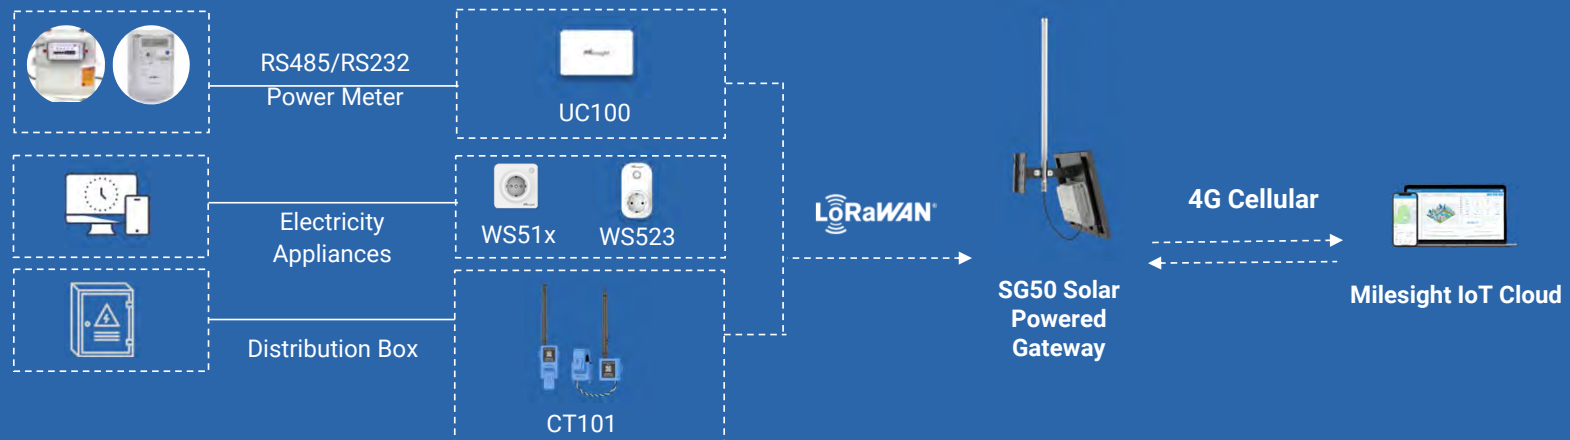 RS485/RS232
Power Meter
UC100
Electricity
Appliances
WS51x
WS523
Distribution Box
CT101
LoRaWAN®
SG50 Solar
Powered
Gateway
4G Cellular
Milesight IoT Cloud